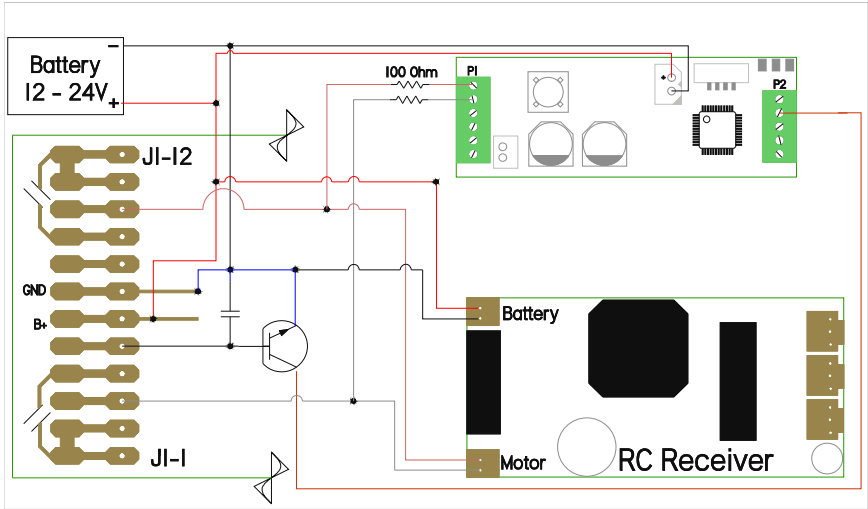 Battery
12 - 24V
−
+
100 Ohm
P1
+
P2
J1-12
GND
B+
Battery
J1-1
Motor
RC Receiver